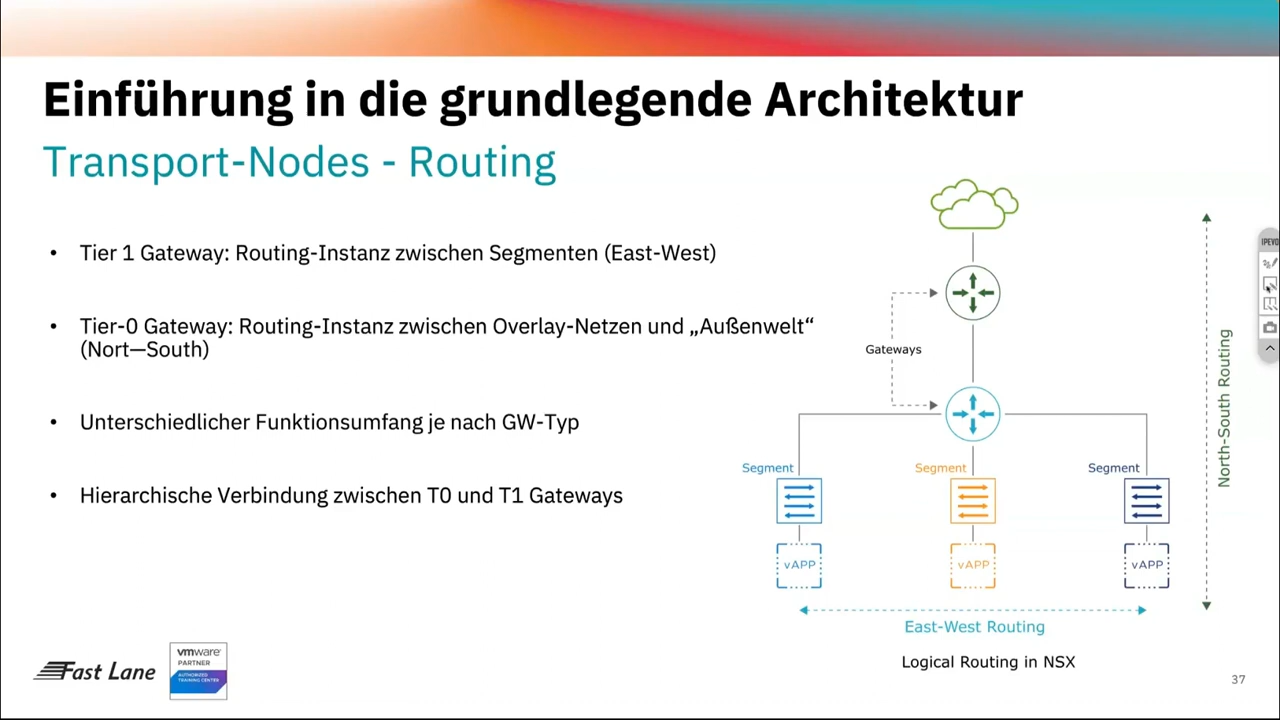 Einführung in die grundlegende Architektur
Transport-Nodes - Routing
• Tier 1 Gateway: Routing-Instanz zwischen Segmenten (East-West)
• Tier-0 Gateway: Routing-Instanz zwischen Overlay-Netzen und „Außenwelt“
(Nort—South)
• Unterschiedlicher Funktionsumfang je nach GW-Typ
• Hierarchische Verbindung zwischen T0 und T1 Gateways
Gateways
Segment
Segment
Segment
vAPP
vAPP
vAPP
East-West Routing
North-South Routing
Logical Routing in NSX
IPEVO
Fast Lane
vmware
PARTNER
AUTHORIZED
TRAINING CENTER
37